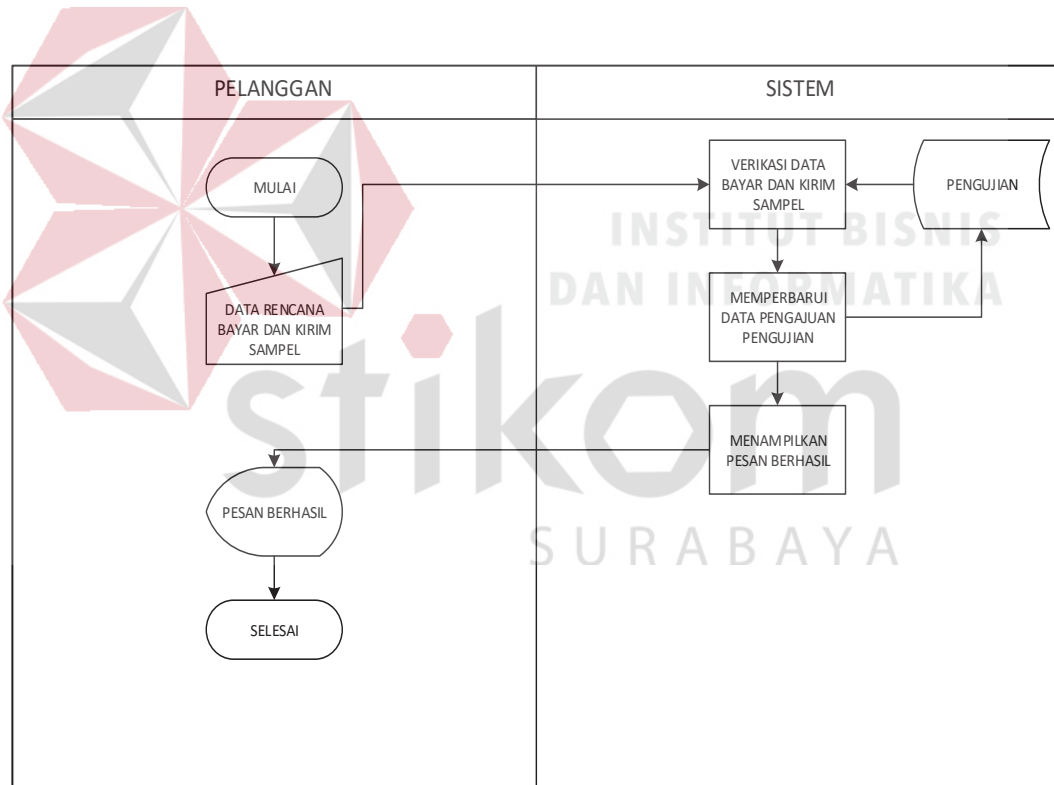 PELANGGAN
SISTEM
MULAI
DATA RENCANA
BAYAR DAN KIRIM
SAMPEL
VERIKASI DATA
BAYAR DAN KIRIM
SAMPEL
PENGUJIAN
MEMPERBARUI
DATA PENGAJUAN
PENGUJIAN
MENAMPILKAN
PESAN BERHASIL
PESAN BERHASIL
SELESAI
INSTITUT BISNIS
DAN INFORMATIKA
stikom
SURABAYA